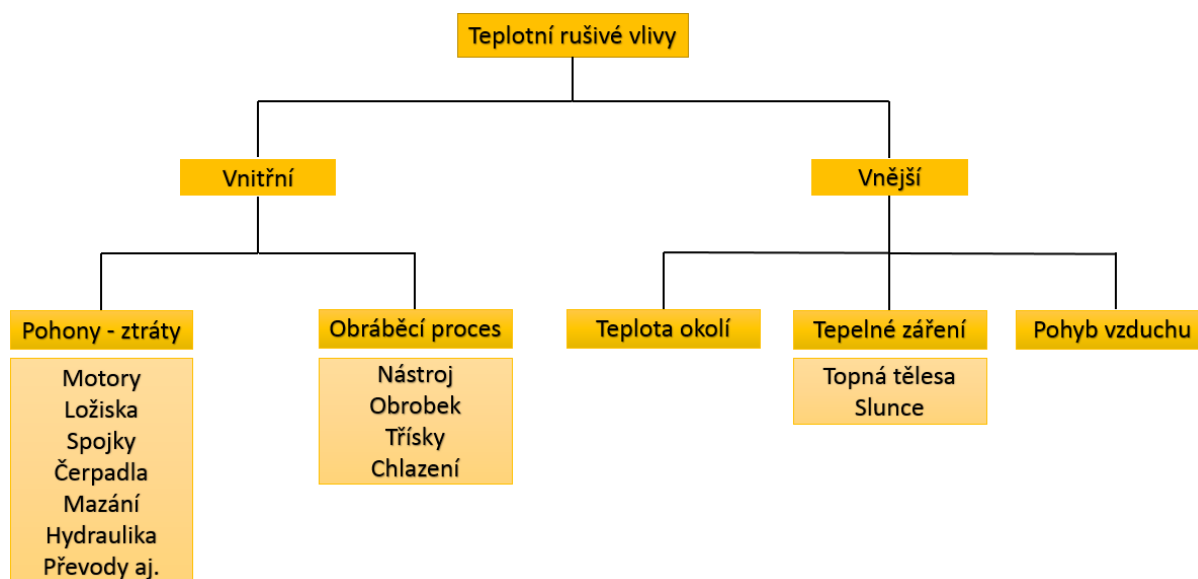 Teplotní rušivé vlivy
Vnitřní
Vnější
Pohony - ztráty
Motory
Ložiska
Spojky
Čerpadla
Mazání
Hydraulika
Převody aj.
Obráběcí proces
Nástroj
Obrobek
Třísky
Chlazení
Teplota okolí
Tepelné záření
Topná tělesa
Slunce
Pohyb vzduchu